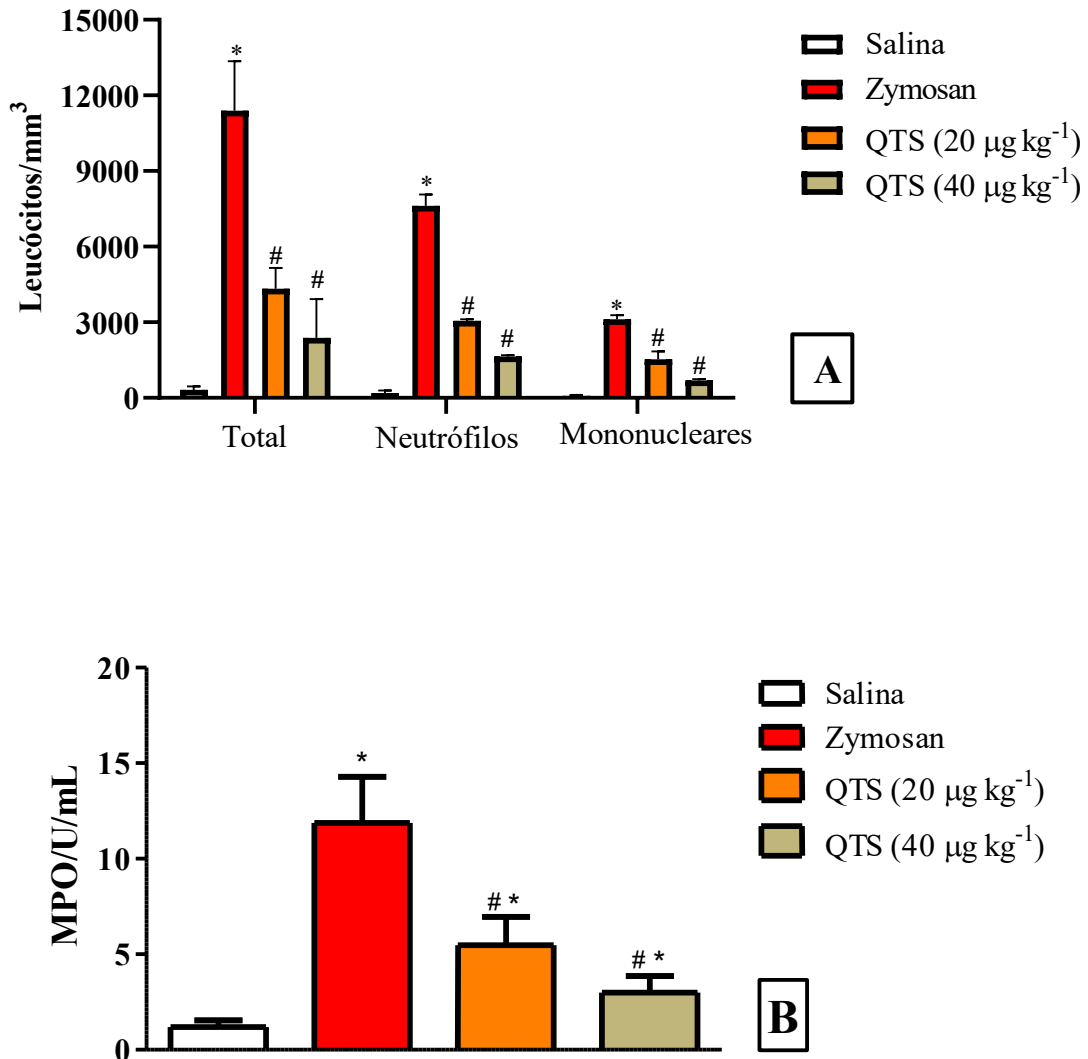 15000
12000
9000
6000
3000
0
Leucócitos/mm³
* # #
* # #
* # #
Total Neutrófilos Mononucleares
Salina
Zymosan
QTS (20 µg kg⁻¹)
QTS (40 µg kg⁻¹)
A
20
15
10
5
0
MPO/U/mL
*
# *
# *
Salina
Zymosan
QTS (20 µg kg⁻¹)
QTS (40 µg kg⁻¹)
B